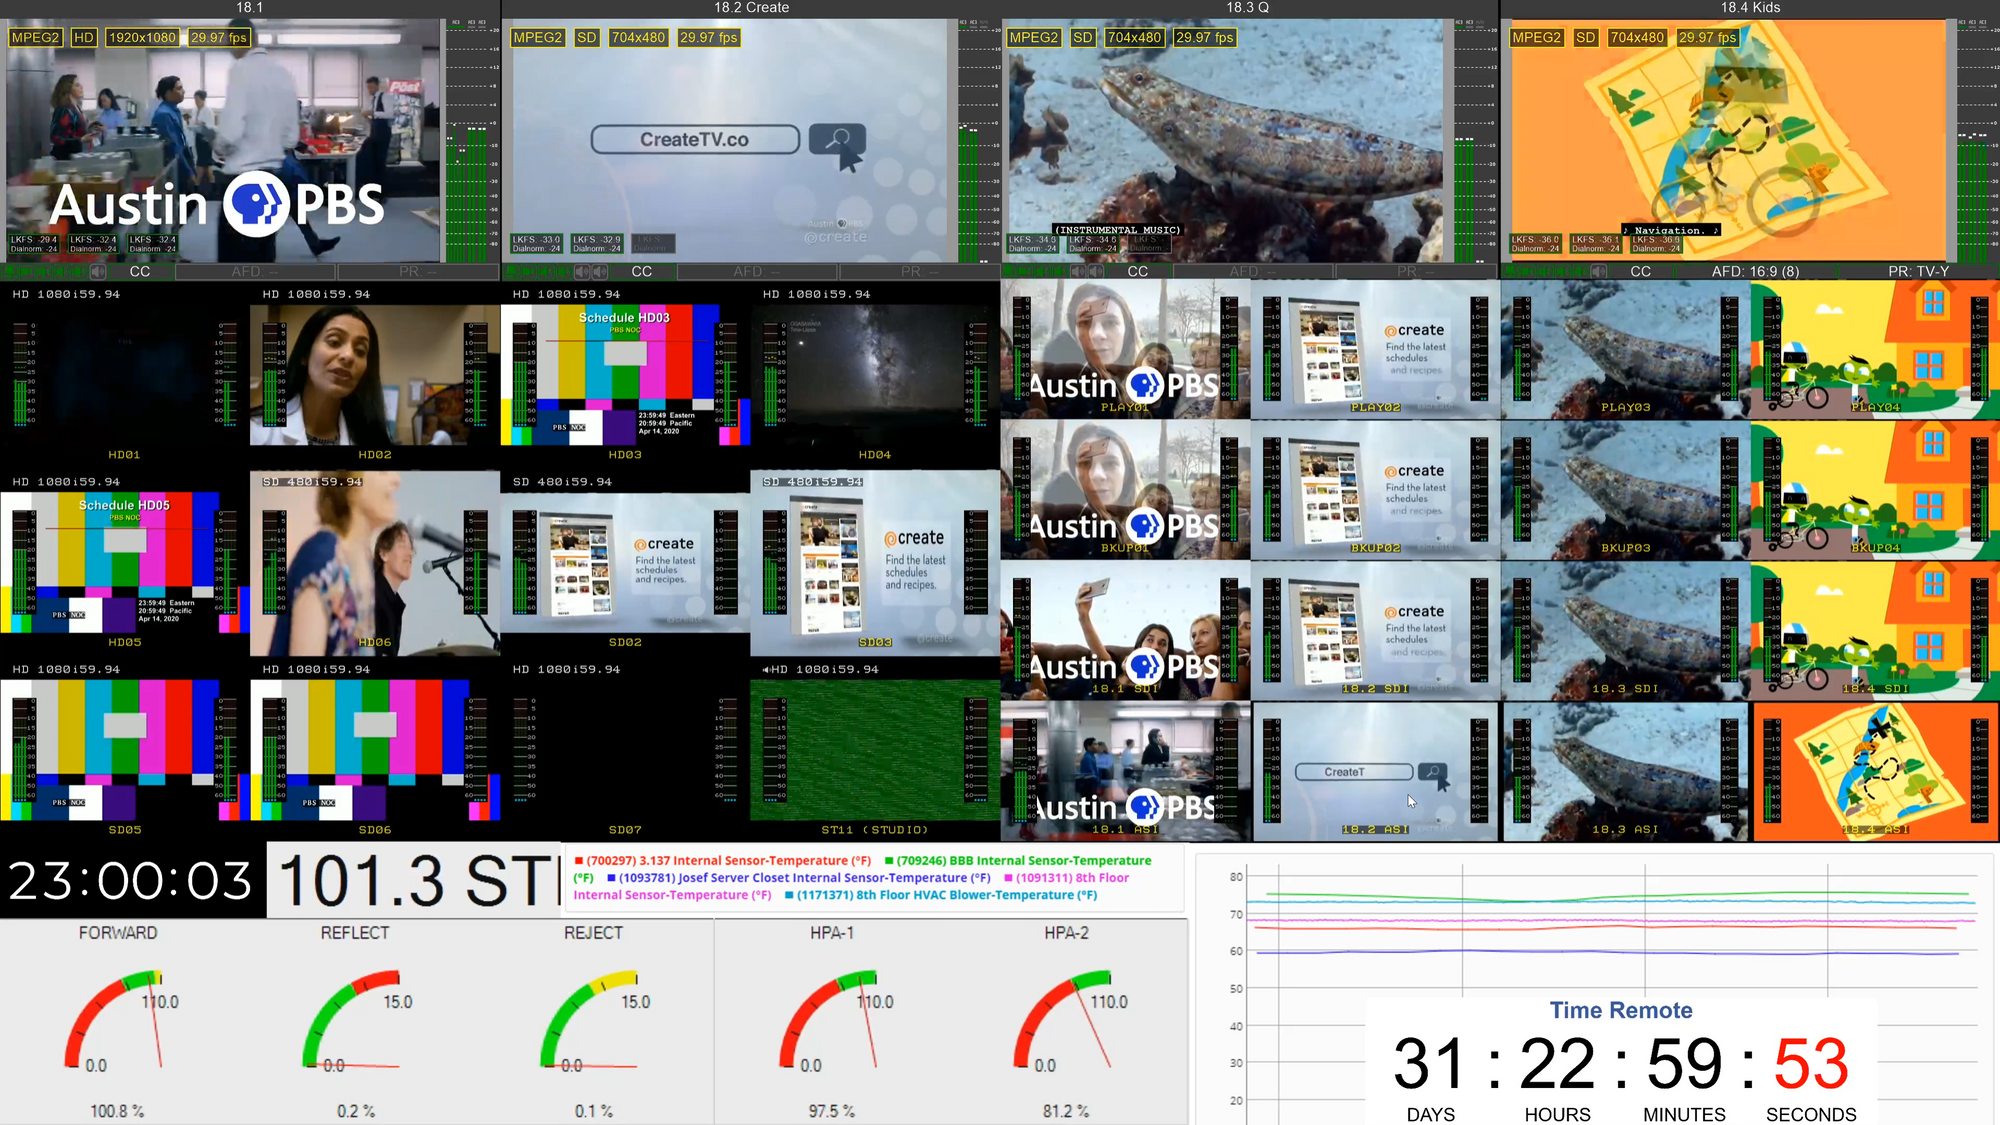 18.1
18.2 Create
18.3 Q
18.4 Kids
MPEG2 HD 1920x1080 29.97 fps
MPEG2 SD 704x480 29.97 fps
MPEG2 SD 704x480 29.97 fps
MPEG2 SD 704x480 29.97 fps
Post
Austin PBS
CreateTV.co
@create
(INSTRUMENTAL MUSIC)
♪ Navigation. ♪
LKFS: -29.4 LKFS: -32.4 LKFS: -32.4
Dialnorm: -24 Dialnorm: -24 Dialnorm: -24
LKFS: -33.0 LKFS: -32.9
Dialnorm: -24 Dialnorm: -24
LKFS: -34.6
Dialnorm: -24 Dialnorm: -24
LKFS: -36.0 LKFS: -36.1
Dialnorm: -24 Dialnorm: -24 Dialnorm: -24
CC AFD: -- PR: --
CC AFD: -- PR: --
CC AFD: -- PR: --
CC AFD: 16:9 (8) PR: TV-Y
HD 1080i59.94
HD 1080i59.94
HD 1080i59.94
HD 1080i59.94
Schedule HD03
PBS NOC
23:59:49 Eastern
20:59:49 Pacific
Apr 14, 2020
PBS NOC
HD01
HD02
HD03
HD04
Austin PBS
PLAY01
@create
Find the latest
schedules
and recipes.
PLAY02
PLAY03
PLAY04
Austin PBS
BKUP01
@create
Find the latest
schedules
and recipes.
BKUP02
BKUP03
BKUP04
HD 1080i59.94
SD 480i59.94
SD 480i59.94
SD 480i59.94
Schedule HD05
PBS NOC
23:59:49 Eastern
20:59:49 Pacific
Apr 14, 2020
PBS NOC
@create
Find the latest
schedules
and recipes.
@create
Find the latest
schedules
and recipes.
HD05
HD06
SD02
SD03
Austin PBS
18.1 SDI
@create
Find the latest
schedules
and recipes.
18.2 SDI
18.3 SDI
18.4 SDI
HD 1080i59.94
HD 1080i59.94
HD 1080i59.94
HD 1080i59.94
PBS NOC
PBS NOC
SD05
SD06
SD07
ST11 (STUDIO)
Austin PBS
18.1 ASI
CreateT
18.2 ASI
18.3 ASI
18.4 ASI
23:00:03
101.3 ST
(700297) 3.137 Internal Sensor-Temperature (°F) (709246) BBB Internal Sensor-Temperature
(°F) (1093781) Josef Server Closet Internal Sensor-Temperature (°F) (1091311) 8th Floor
Internal Sensor-Temperature (°F) (1171371) 8th Floor HVAC Blower-Temperature (°F)
FORWARD
REFLECT
REJECT
HPA-1
HPA-2
110.0
15.0
15.0
110.0
110.0
0.0
0.0
0.0
0.0
0.0
100.8 %
0.2 %
0.1 %
97.5 %
81.2 %
80
70
60
50
40
30
20
Time Remote
31 : 22 : 59 : 53
DAYS HOURS MINUTES SECONDS